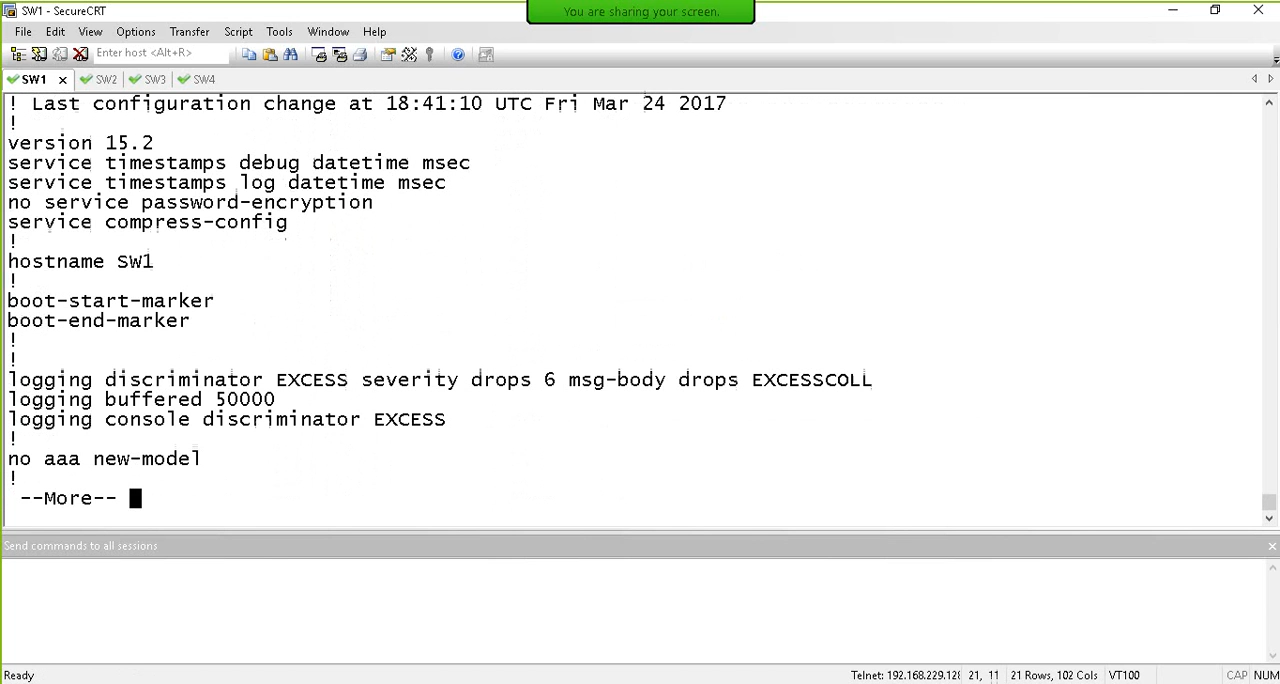 SW1 - SecureCRT
You are sharing your screen.
File Edit View Options Transfer Script Tools Window Help
Enter host <Alt+R>
SW1 SW2 SW3 SW4
! Last configuration change at 18:41:10 UTC Fri Mar 24 2017
!
version 15.2
service timestamps debug datetime msec
service timestamps log datetime msec
no service password-encryption
service compress-config
!
hostname SW1
!
boot-start-marker
boot-end-marker
!
!
logging discriminator EXCESS severity drops 6 msg-body drops EXCESSCOLL
logging buffered 50000
logging console discriminator EXCESS
!
no aaa new-model
!
--More--
Send commands to all sessions
Ready
Telnet: 192.168.229.12 21, 11 21 Rows, 102 Cols VT100 CAP NUM